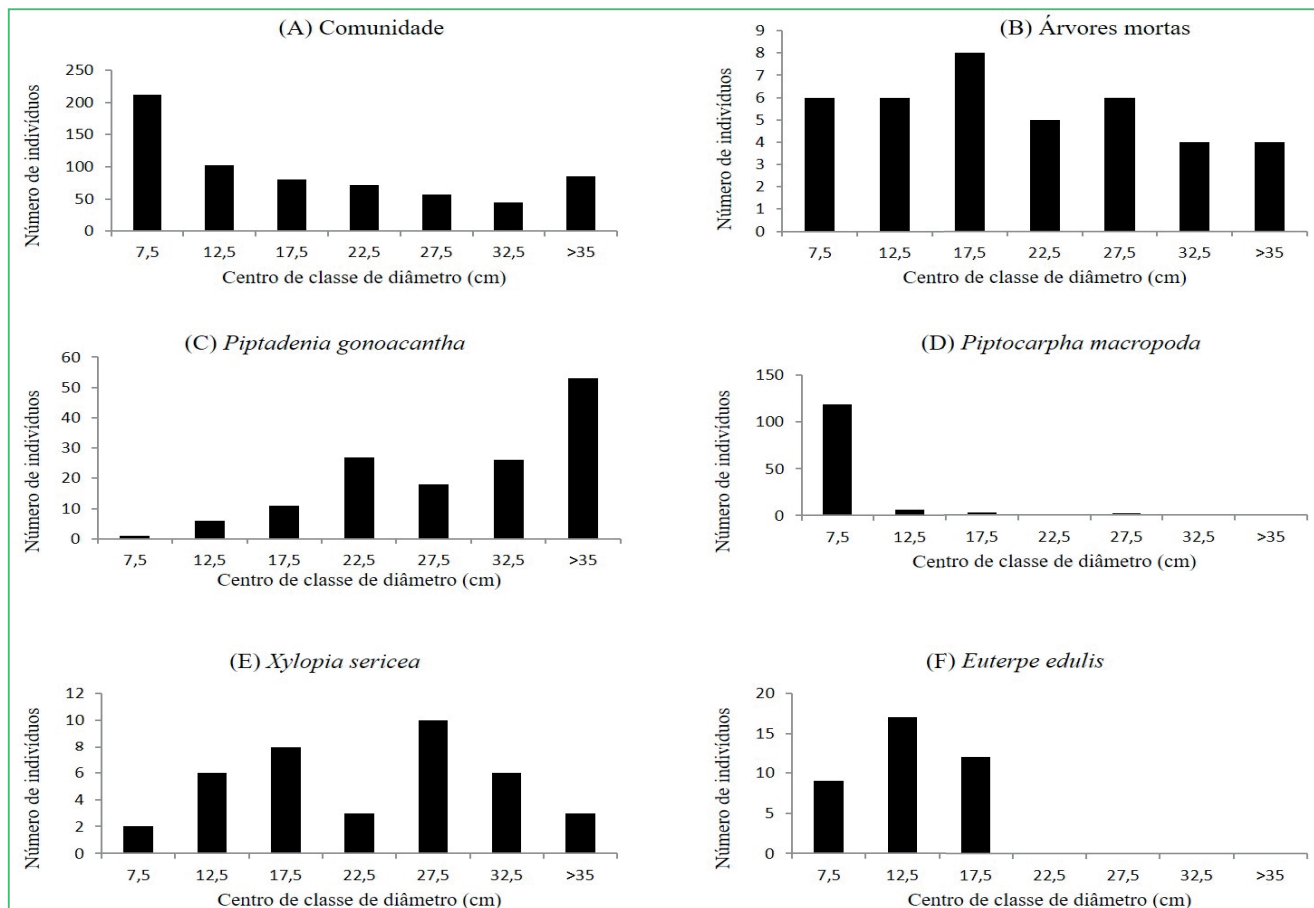 (A) Comunidade
Número de indivíduos
250
200
150
100
50
0
7,5 12,5 17,5 22,5 27,5 32,5 >35
Centro de classe de diâmetro (cm)
(B) Árvores mortas
Número de indivíduos
9
8
7
6
5
4
3
2
1
0
7,5 12,5 17,5 22,5 27,5 32,5 >35
Centro de classe de diâmetro (cm)
(C) Piptadenia gonoacantha
Número de indivíduos
60
50
40
30
20
10
0
7,5 12,5 17,5 22,5 27,5 32,5 >35
Centro de classe de diâmetro (cm)
(D) Piptocarpha macropoda
Número de indivíduos
150
100
50
0
7,5 12,5 17,5 22,5 27,5 32,5 >35
Centro de classe de diâmetro (cm)
(E) Xylopia sericea
Número de indivíduos
12
10
8
6
4
2
0
7,5 12,5 17,5 22,5 27,5 32,5 >35
Centro de classe de diâmetro (cm)
(F) Euterpe edulis
Número de indivíduos
20
15
10
5
0
7,5 12,5 17,5 22,5 27,5 32,5 >35
Centro de classe de diâmetro (cm)